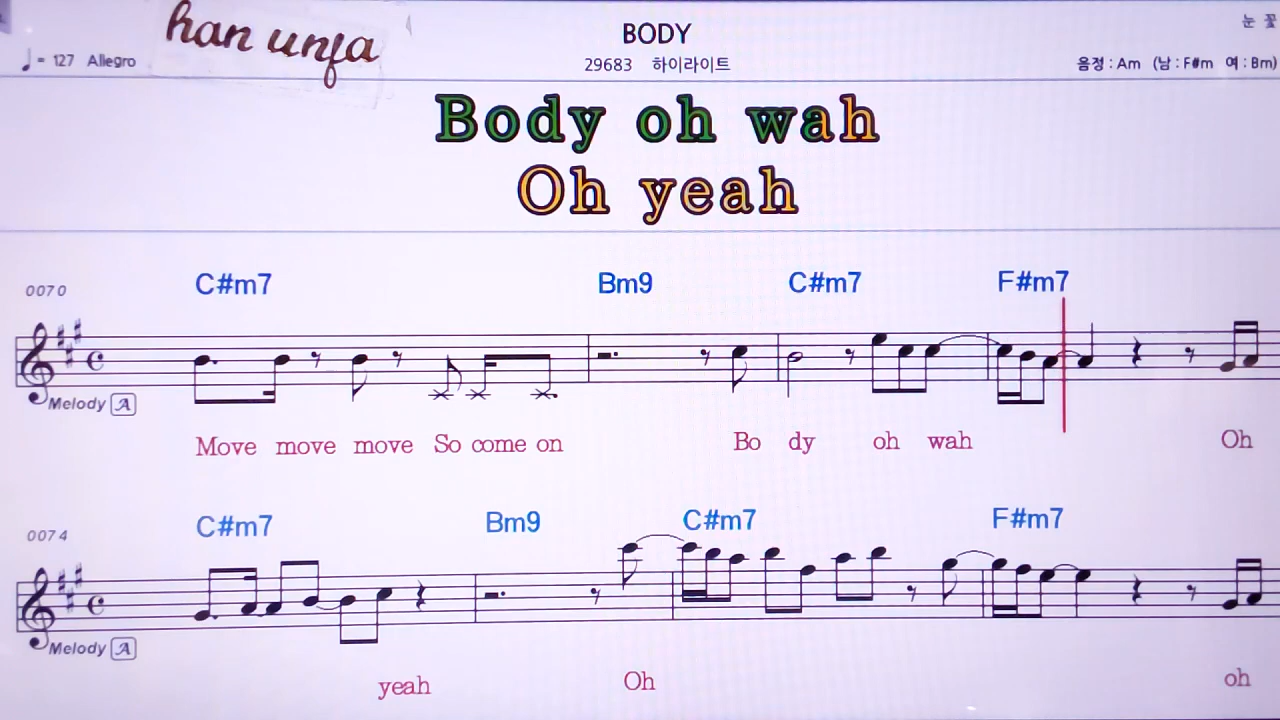 han unfa
BODY
눈 꽃
♩ = 127 Allegro
29683 하이라이트
음정 : Am (남 : F#m 여 : Bm)
Body oh wah
Oh yeah
C#m7 Bm9 C#m7 F#m7
0070
Melody A
Move move move So come on Bo dy oh wah Oh
C#m7 Bm9 C#m7 F#m7
0074
Melody A
yeah Oh oh